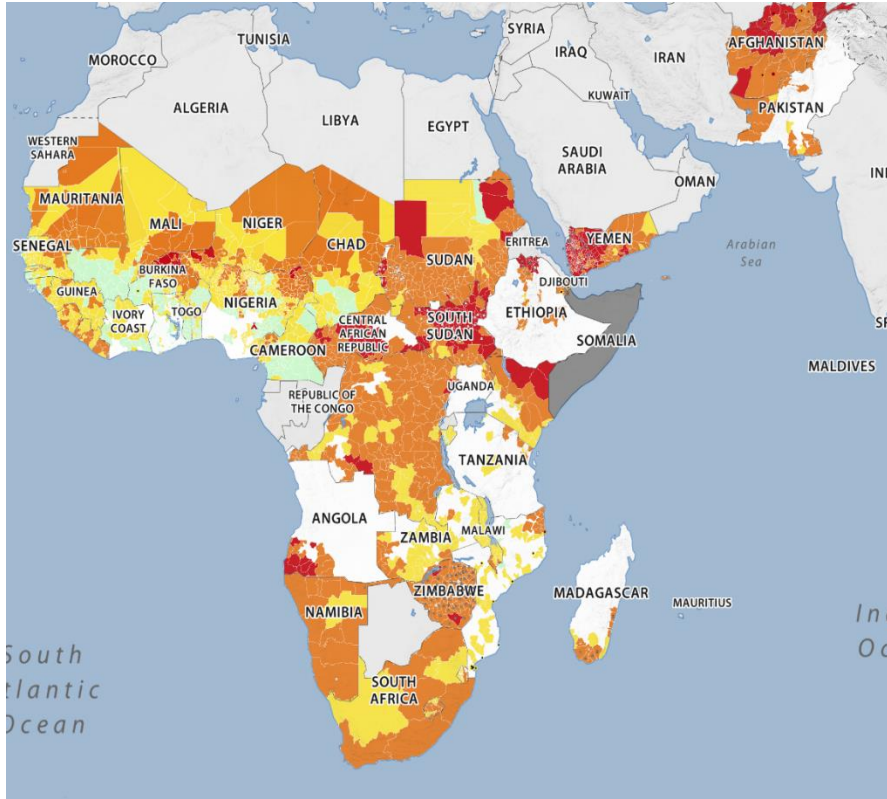 SYRIA
TUNISIA
MOROCCO
IRAQ
IRAN
AFGHANISTAN
KUWAIT
PAKISTAN
ALGERIA
LIBYA
EGYPT
WESTERN
SAHARA
SAUDI
ARABIA
OMAN
IN
MAURITANIA
MALI
NIGER
CHAD
SUDAN
ERITREA
YEMEN
Arabian
Sea
SENEGAL
BURKINA
FASO
DJIBOUTI
GUINEA
NIGERIA
IVORY
COAST
TOGO
CENTRAL
AFRICAN
REPUBLIC
SOUTH
SUDAN
ETHIOPIA
SOMALIA
CAMEROON
MALDIVES
REPUBLIC OF
THE CONGO
UGANDA
TANZANIA
ANGOLA
ZAMBIA
MALAWI
ZIMBABWE
MADAGASCAR
MAURITIUS
NAMIBIA
SOUTH
AFRICA
South
tlantic
Ocean
In
Oc